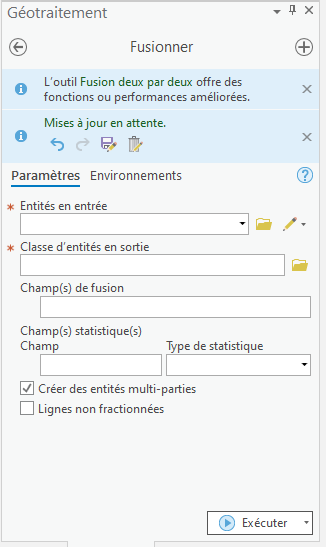 Géotraitement
Fusionner
L'outil Fusion deux par deux offre des
fonctions ou performances améliorées.
Mises à jour en attente.
Paramètres Environnements
Entités en entrée
Classe d'entités en sortie
Champ(s) de fusion
Champ(s) statistique(s)
Champ Type de statistique
Créer des entités multi-parties
Lignes non fractionnées
Exécuter